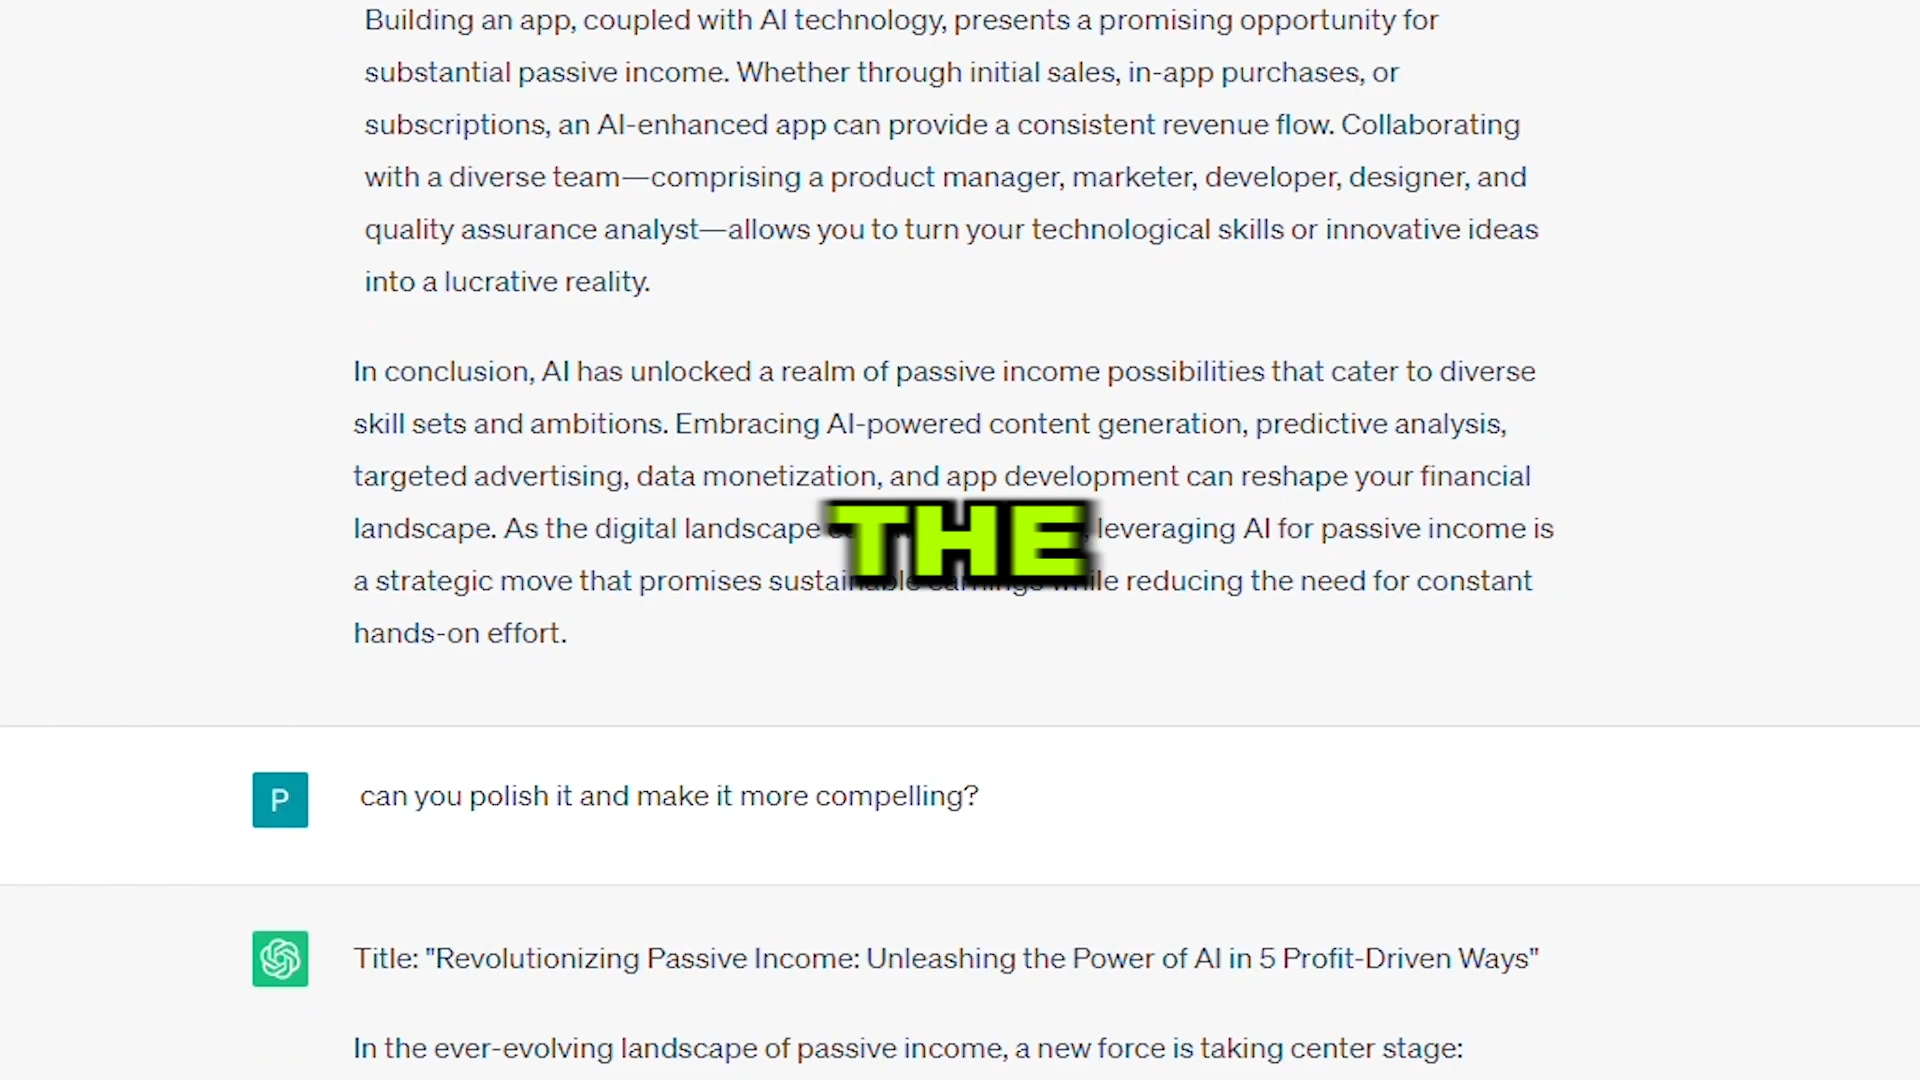 Building an app, coupled with AI technology, presents a promising opportunity for
substantial passive income. Whether through initial sales, in-app purchases, or
subscriptions, an AI-enhanced app can provide a consistent revenue flow. Collaborating
with a diverse team—comprising a product manager, marketer, developer, designer, and
quality assurance analyst—allows you to turn your technological skills or innovative ideas
into a lucrative reality.
In conclusion, AI has unlocked a realm of passive income possibilities that cater to diverse
skill sets and ambitions. Embracing AI-powered content generation, predictive analysis,
targeted advertising, data monetization, and app development can reshape your financial
landscape. As the digital landscape leveraging AI for passive income is
THE
a strategic move that promises sustainable earnings while reducing the need for constant
hands-on effort.
P
can you polish it and make it more compelling?
Title: "Revolutionizing Passive Income: Unleashing the Power of AI in 5 Profit-Driven Ways"
In the ever-evolving landscape of passive income, a new force is taking center stage: